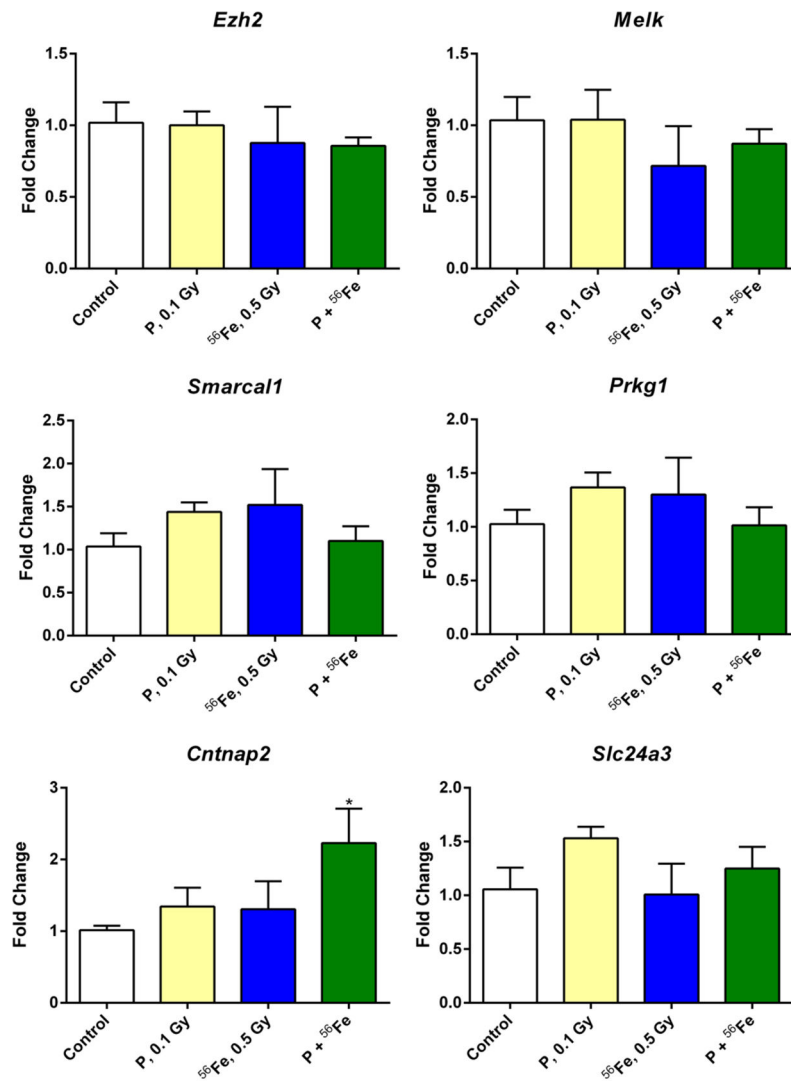 Ezh2
Fold Change
1.5
1.0
0.5
0.0
Control
P, 0.1 Gy
⁵⁶Fe, 0.5 Gy
P + ⁵⁶Fe
Melk
Fold Change
1.5
1.0
0.5
0.0
Control
P, 0.1 Gy
⁵⁶Fe, 0.5 Gy
P + ⁵⁶Fe
Smarcal1
Fold Change
2.5
2.0
1.5
1.0
0.5
0.0
Control
P, 0.1 Gy
⁵⁶Fe, 0.5 Gy
P + ⁵⁶Fe
Prkg1
Fold Change
2.0
1.5
1.0
0.5
0.0
Control
P, 0.1 Gy
⁵⁶Fe, 0.5 Gy
P + ⁵⁶Fe
Cntnap2
Fold Change
3
2
1
0
*
Control
P, 0.1 Gy
⁵⁶Fe, 0.5 Gy
P + ⁵⁶Fe
Slc24a3
Fold Change
2.0
1.5
1.0
0.5
0.0
Control
P, 0.1 Gy
⁵⁶Fe, 0.5 Gy
P + ⁵⁶Fe